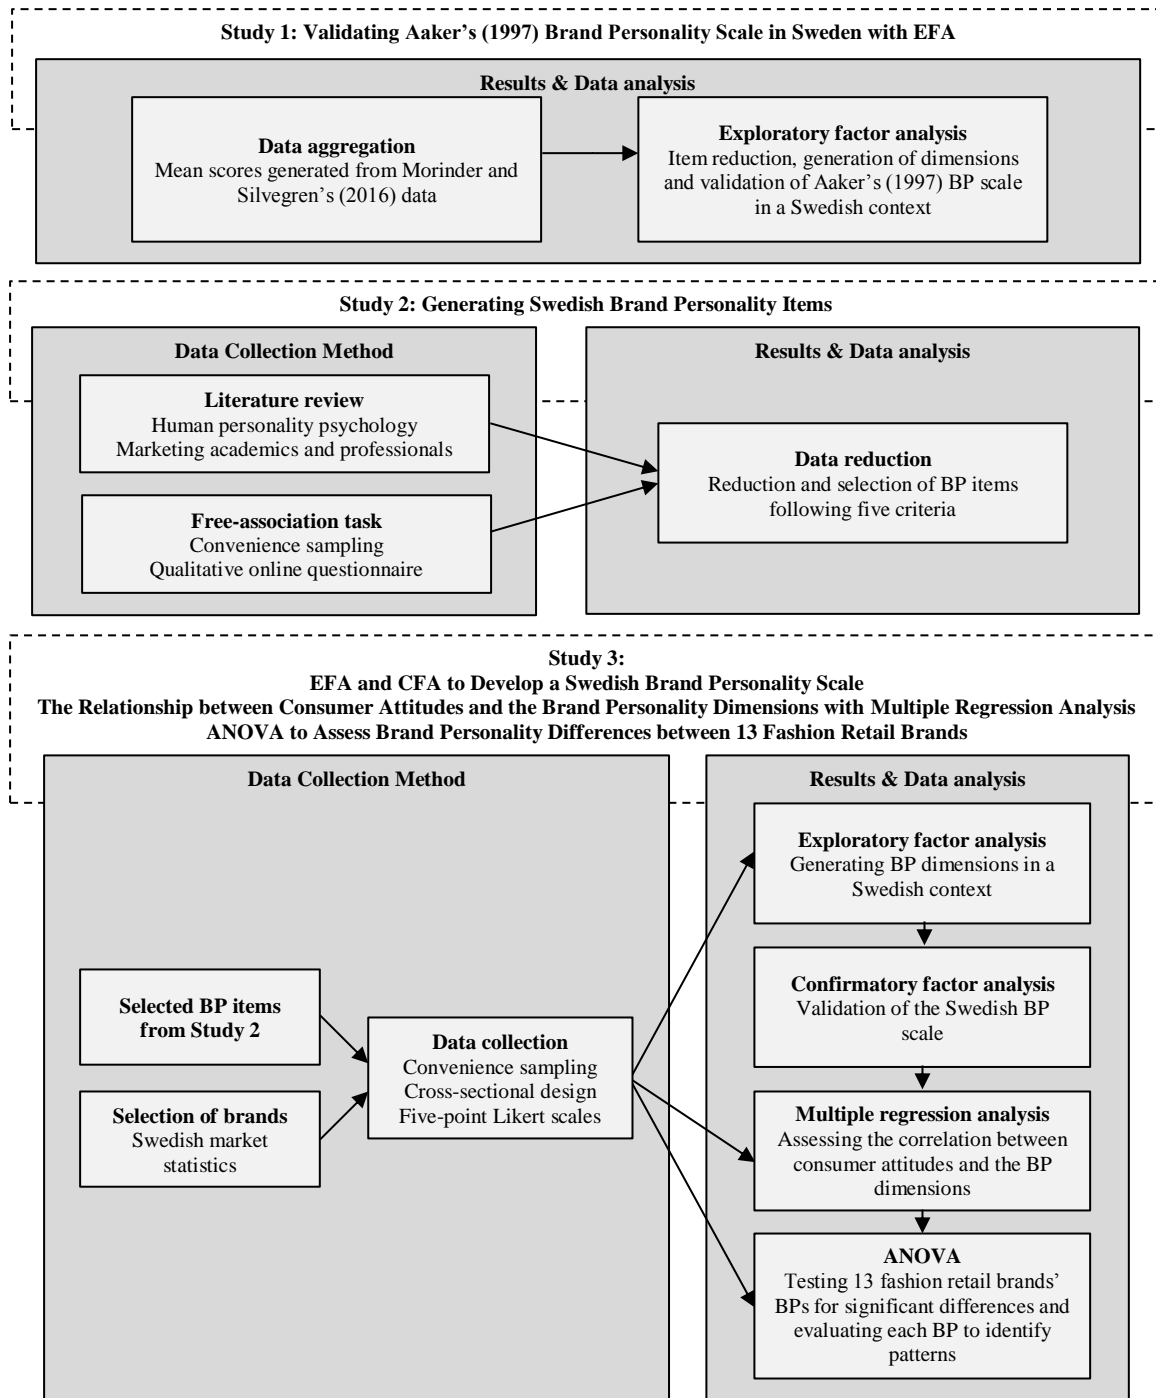 Study 1: Validating Aaker’s (1997) Brand Personality Scale in Sweden with EFA
Results & Data analysis
Data aggregation
Mean scores generated from Morinder and
Silvegren’s (2016) data
Exploratory factor analysis
Item reduction, generation of dimensions
and validation of Aaker’s (1997) BP scale
in a Swedish context
Study 2: Generating Swedish Brand Personality Items
Data Collection Method
Literature review
Human personality psychology
Marketing academics and professionals
Free-association task
Convenience sampling
Qualitative online questionnaire
Results & Data analysis
Data reduction
Reduction and selection of BP items
following five criteria
Study 3:
EFA and CFA to Develop a Swedish Brand Personality Scale
The Relationship between Consumer Attitudes and the Brand Personality Dimensions with Multiple Regression Analysis
ANOVA to Assess Brand Personality Differences between 13 Fashion Retail Brands
Data Collection Method
Selected BP items
from Study 2
Selection of brands
Swedish market
statistics
Data collection
Convenience sampling
Cross-sectional design
Five-point Likert scales
Results & Data analysis
Exploratory factor analysis
Generating BP dimensions in a
Swedish context
Confirmatory factor analysis
Validation of the Swedish BP
scale
Multiple regression analysis
Assessing the correlation between
consumer attitudes and the BP
dimensions
ANOVA
Testing 13 fashion retail brands’
BPs for significant differences and
evaluating each BP to identify
patterns